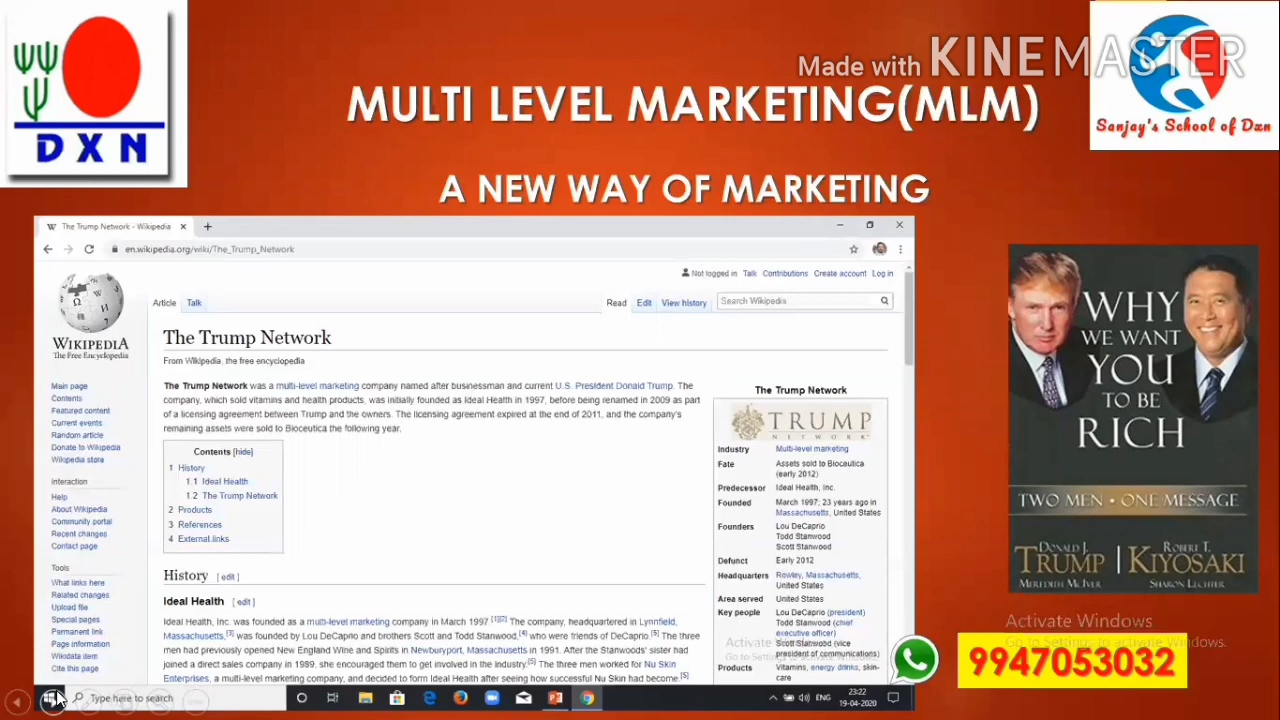 DXN
Made with KINEMASTER
Sanjay's School of Dxn
MULTI LEVEL MARKETING(MLM)
A NEW WAY OF MARKETING
The Trump Network - Wikipedia
en.wikipedia.org/wiki/The_Trump_Network
Not logged in Talk Contributions Create account Log in
Article Talk
Read Edit View history Search Wikipedia
WIKIPEDIA
The Free Encyclopedia
Main page
Contents
Featured content
Current events
Random article
Donate to Wikipedia
Wikipedia store
Interaction
Help
About Wikipedia
Community portal
Recent changes
Contact page
Tools
What links here
Related changes
Upload file
Special pages
Permanent link
Page information
Wikidata item
Cite this page
The Trump Network
From Wikipedia, the free encyclopedia
The Trump Network was a multi-level marketing company named after businessman and current U.S. President Donald Trump. The
company, which sold vitamins and health products, was initially founded as Ideal Health in 1997, before being renamed in 2009 as part
of a licensing agreement between Trump and the owners. The licensing agreement expired at the end of 2011, and the company's
remaining assets were sold to Bioceutica the following year.
Contents [hide]
1 History
1.1 Ideal Health
1.2 The Trump Network
2 Products
3 References
4 External links
History [ edit ]
Ideal Health [ edit ]
Ideal Health, Inc. was founded as a multi-level marketing company in March 1997 [1][2] The company, headquartered in Lynnfield,
Massachusetts,[3] was founded by Lou DeCaprio and brothers Scott and Todd Stanwood,[4] who were friends of DeCaprio [5] The three
men had previously opened New England Wine and Spirits in Newburyport, Massachusetts in 1991. After the Stanwoods' sister had
joined a direct sales company in 1989, she encouraged them to get involved in the industry[5] The three men worked for Nu Skin
Enterprises, a multi-level marketing company, and decided to form Ideal Health after seeing how successful Nu Skin had become.[5]
The Trump Network
TRUMP
NETWORK
Industry Multi-level marketing
Fate Assets sold to Bioceutica
(early 2012)
Predecessor Ideal Health, Inc.
Founded March 1997; 23 years ago in
Massachusetts, United States
Founders Lou DeCaprio
Todd Stanwood
Scott Stanwood
Defunct Early 2012
Headquarters Rowley, Massachusetts,
United States
Area served United States
Key people Lou DeCaprio (president)
Todd Stanwood (chief
executive officer)
Scott Stanwood (vice
president of communications)
Products Vitamins, energy drinks, skin-
care
WHY
WE WANT
YOU
TO BE
RICH
TWO MEN • ONE MESSAGE
DONALD J.
TRUMP
MEREDITH MCIVER
ROBERT T.
KIYOSAKI
SHARON LECHTER
Activate Windows
Go to Settings to activate Windows.
9947053032
Type here to search
ENG
23:22
19-04-2020